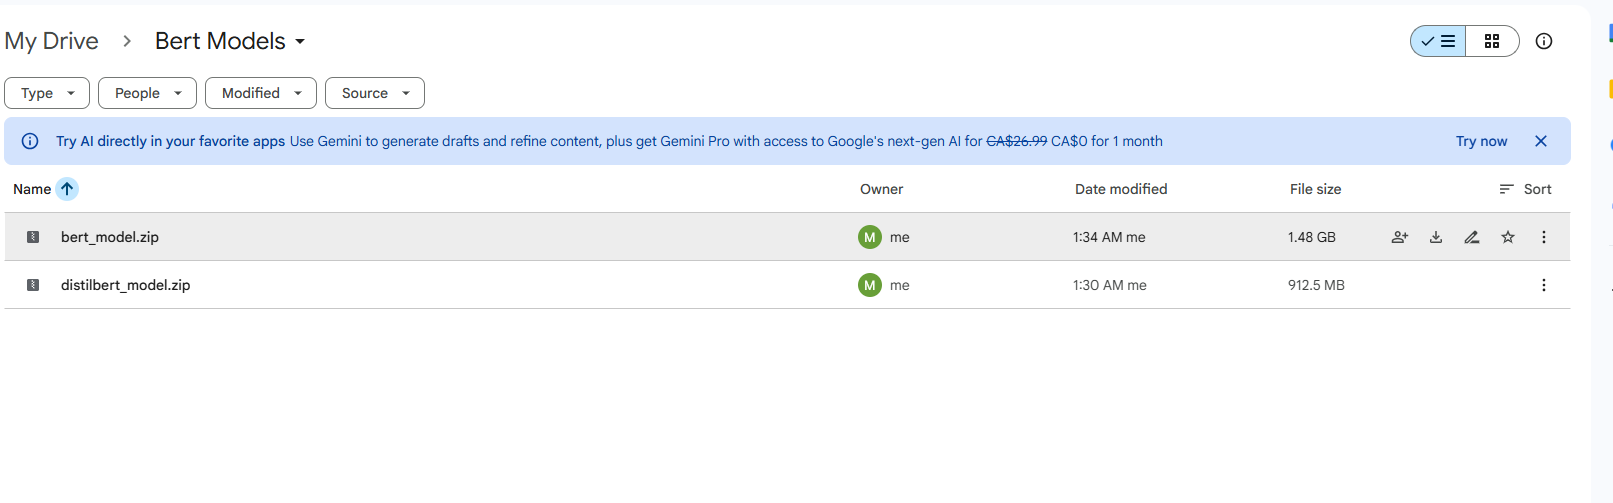 My Drive > Bert Models
Type People Modified Source
Try AI directly in your favorite apps Use Gemini to generate drafts and refine content, plus get Gemini Pro with access to Google's next-gen AI for CA$26.99 CA$0 for 1 month Try now
Name Owner Date modified File size Sort
bert_model.zip M me 1:34 AM me 1.48 GB
distilbert_model.zip M me 1:30 AM me 912.5 MB